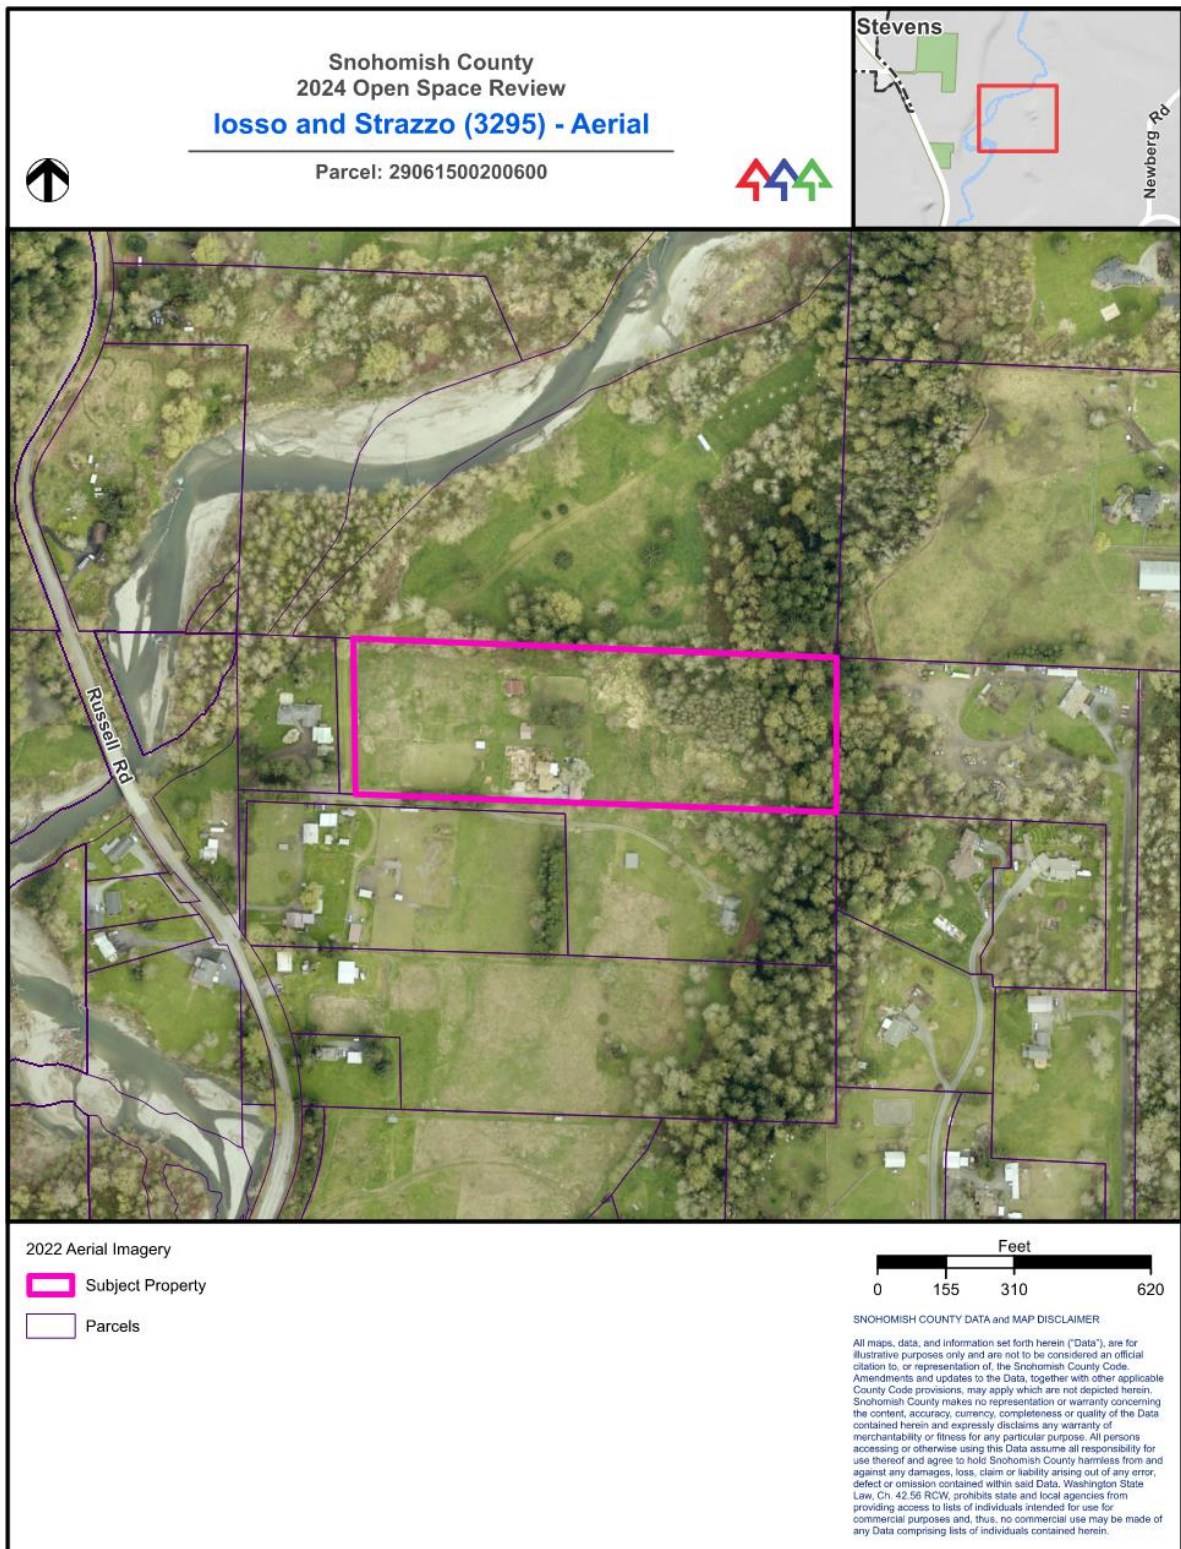 Snohomish County
2024 Open Space Review
Iosso and Strazzo (3295) - Aerial
Parcel: 29061500200600
Stevens
Newberg Rd
Russell Rd
2022 Aerial Imagery
Subject Property
Parcels
Feet
0 155 310 620
SNOHOMISH COUNTY DATA and MAP DISCLAIMER
All maps, data, and information set forth herein ("Data"), are for
illustrative purposes only and are not to be considered an official
citation to, or representation of, the Snohomish County Code.
Amendments and updates to the Data, together with other applicable
County Code provisions, may apply which are not depicted herein.
Snohomish County makes no representation or warranty concerning
the content, accuracy, currency, completeness or quality of the Data
contained herein and expressly disclaims any warranty of
merchantability or fitness for any particular purpose. All persons
accessing or otherwise using this Data assume all responsibility for
use thereof and agree to hold Snohomish County harmless from and
against any damages, loss, claim or liability arising out of any error,
defect or omission contained within said Data. Washington State
Law, Ch. 42.56 RCW, prohibits state and local agencies from
providing access to lists of individuals intended for use for
commercial purposes and, thus, no commercial use may be made of
any Data comprising lists of individuals contained herein.